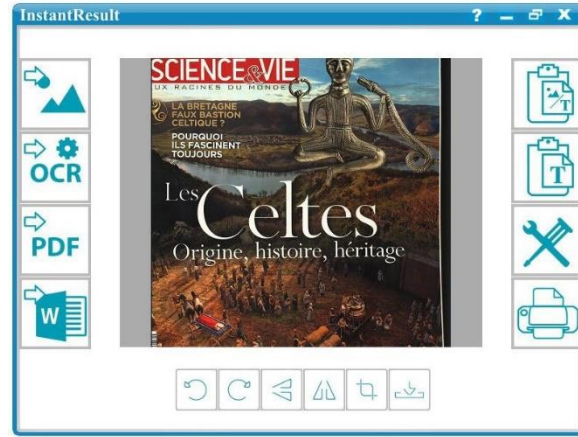 InstantResult
?
SCIENCE&VIE
UX RACINES DU MONDE
LA BRETAGNE
FAUX BASTION
CELTIQUE ?
POURQUOI
ILS FASCINENT
TOUJOURS
Les
Celtes
Origine, histoire, héritage
OCR
PDF
W
T
T